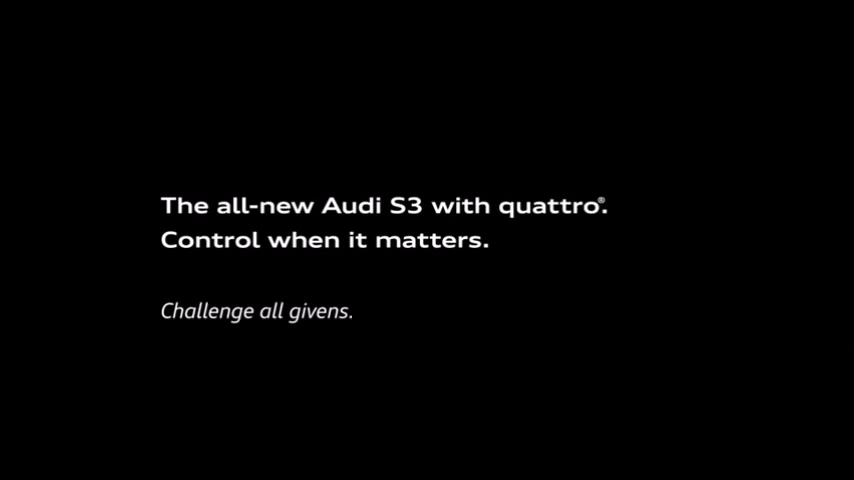 The all-new Audi S3 with quattro®.
Control when it matters.
Challenge all givens.